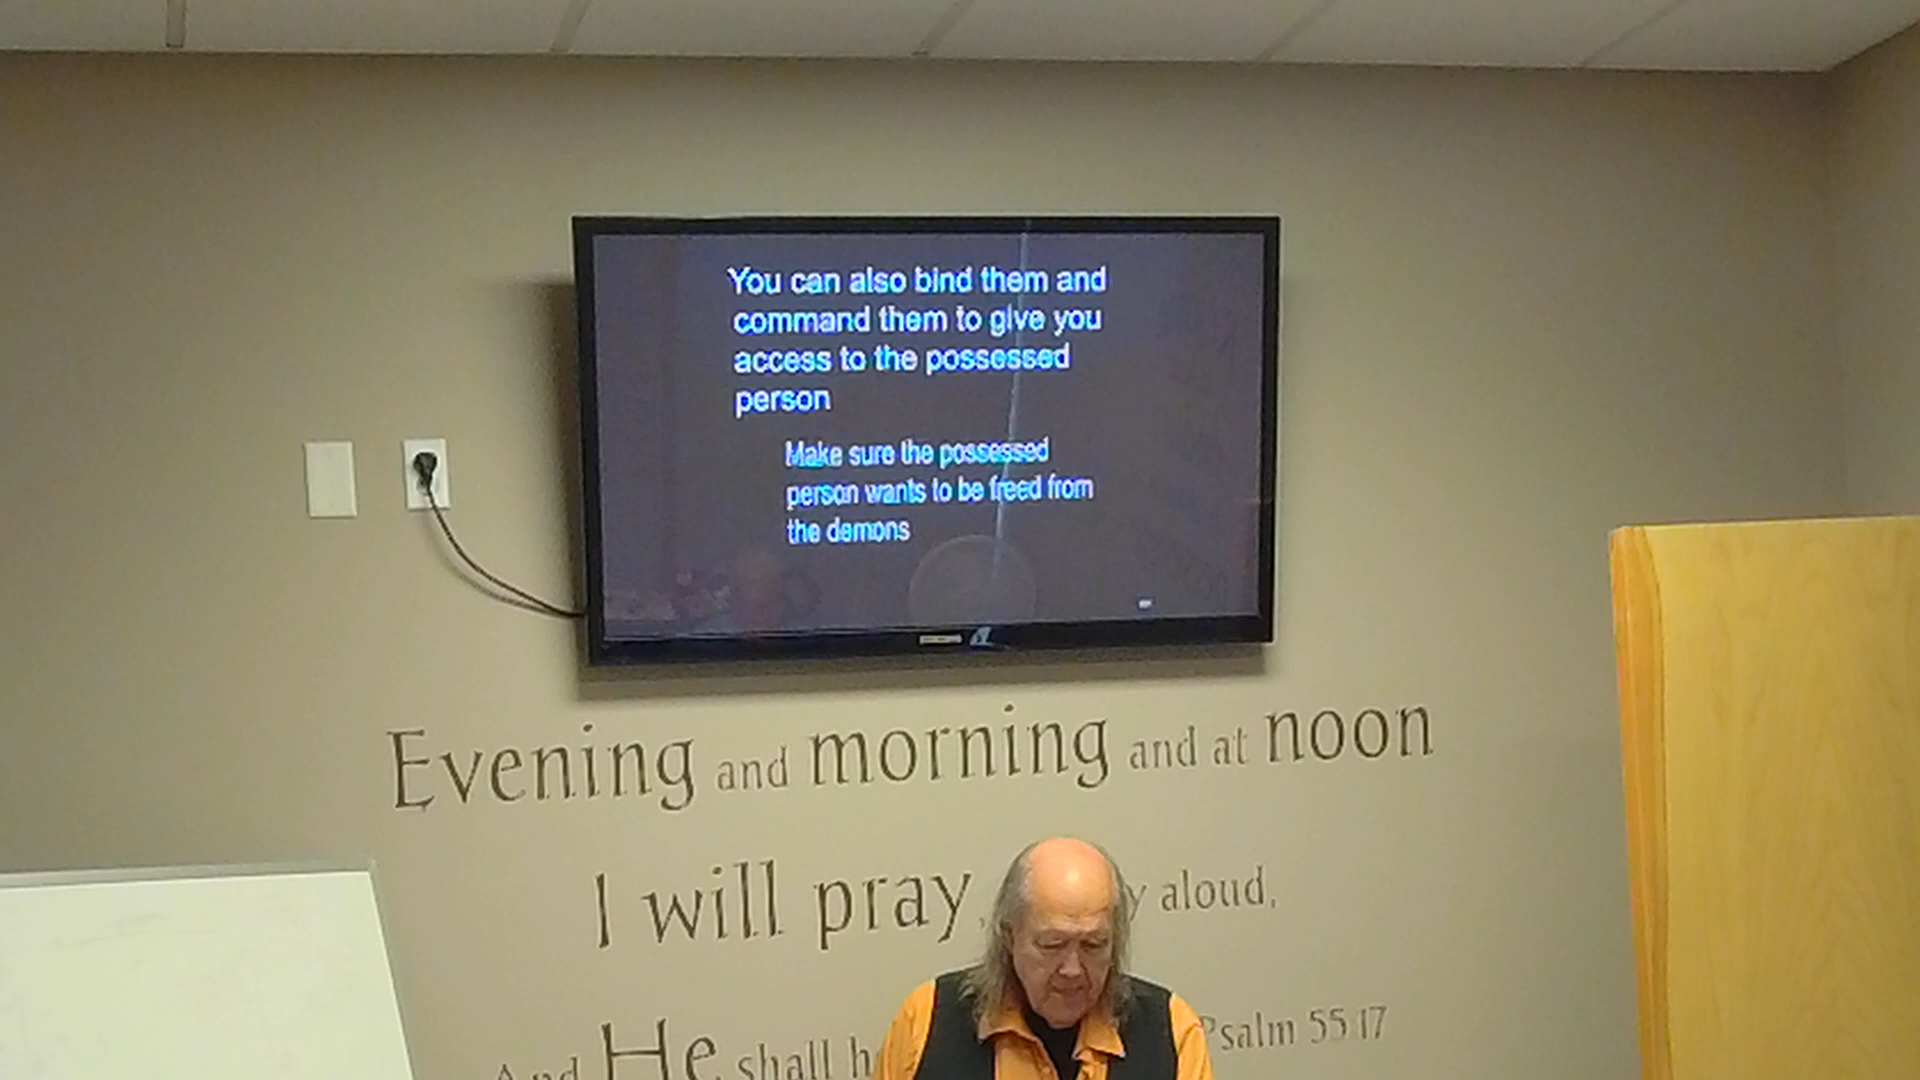 You can also bind them and
command them to give you
access to the possessed
person
Make sure the possessed
person wants to be freed from
the demons
Evening and morning and at noon
I will pray, aloud,
And He shall Psalm 55 17